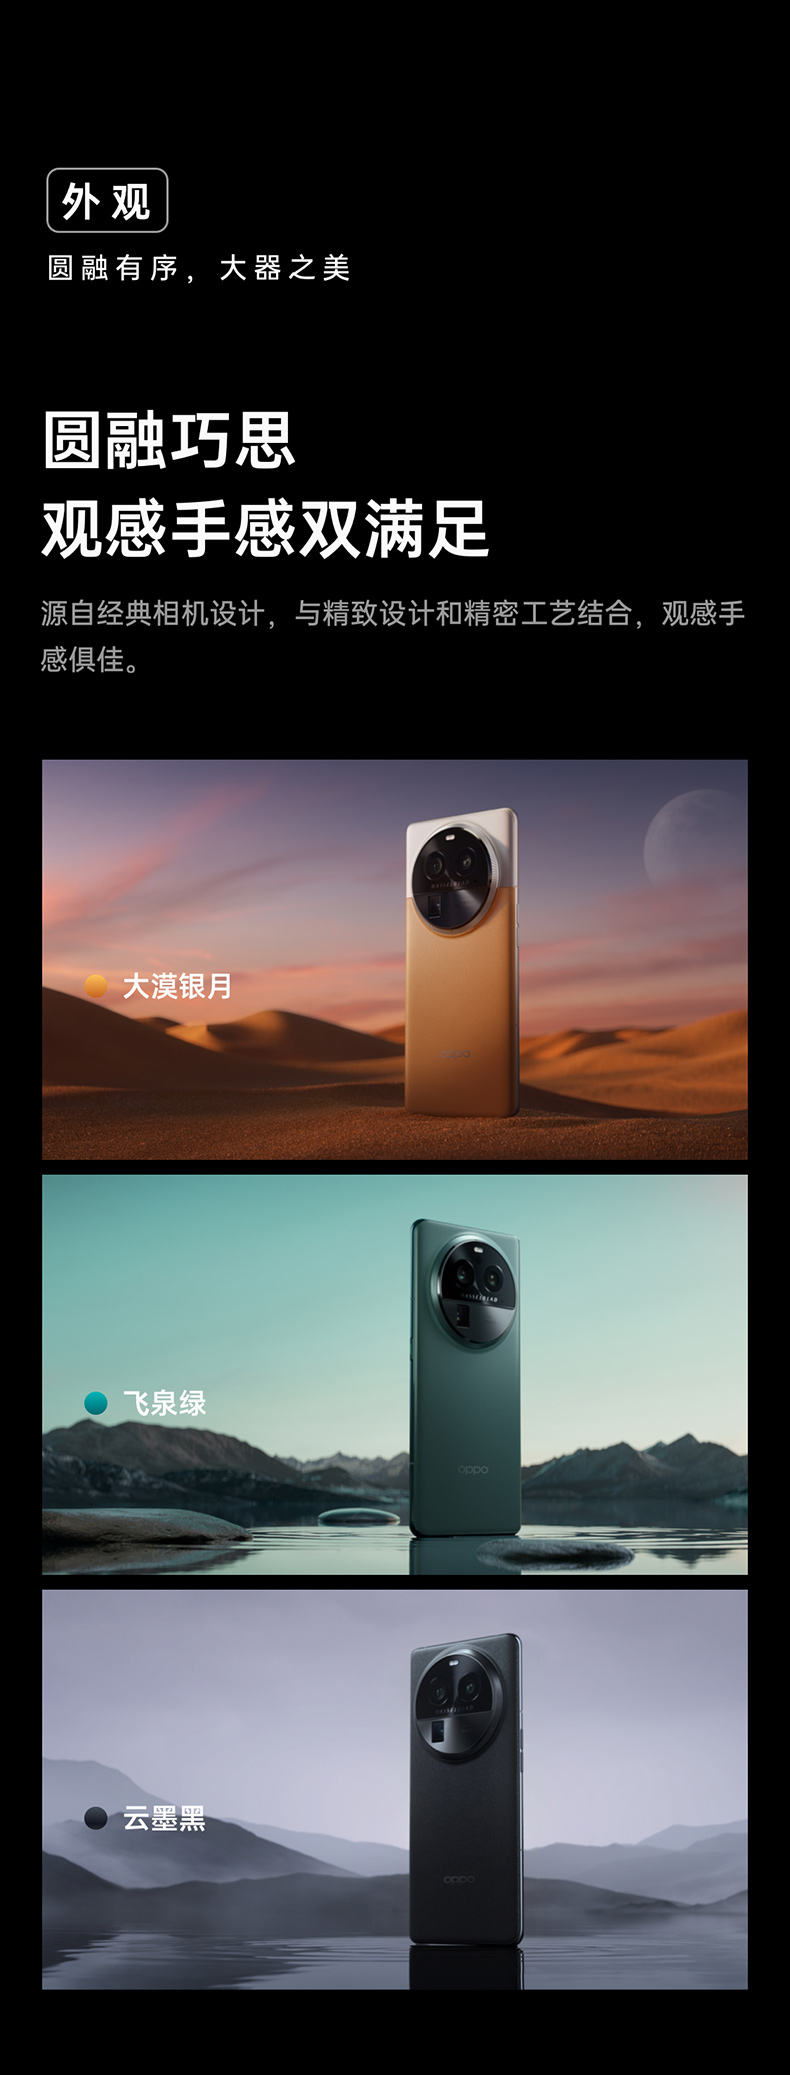 外观
圆融有序，大器之美
圆融巧思
观感手感双满足
源自经典相机设计，与精致设计和精密工艺结合，观感手
感俱佳。
HASSELBLAD
大漠银月
oppo
HASSELBLAD
飞泉绿
oppo
HASSELBLAD
云墨黑
oppo